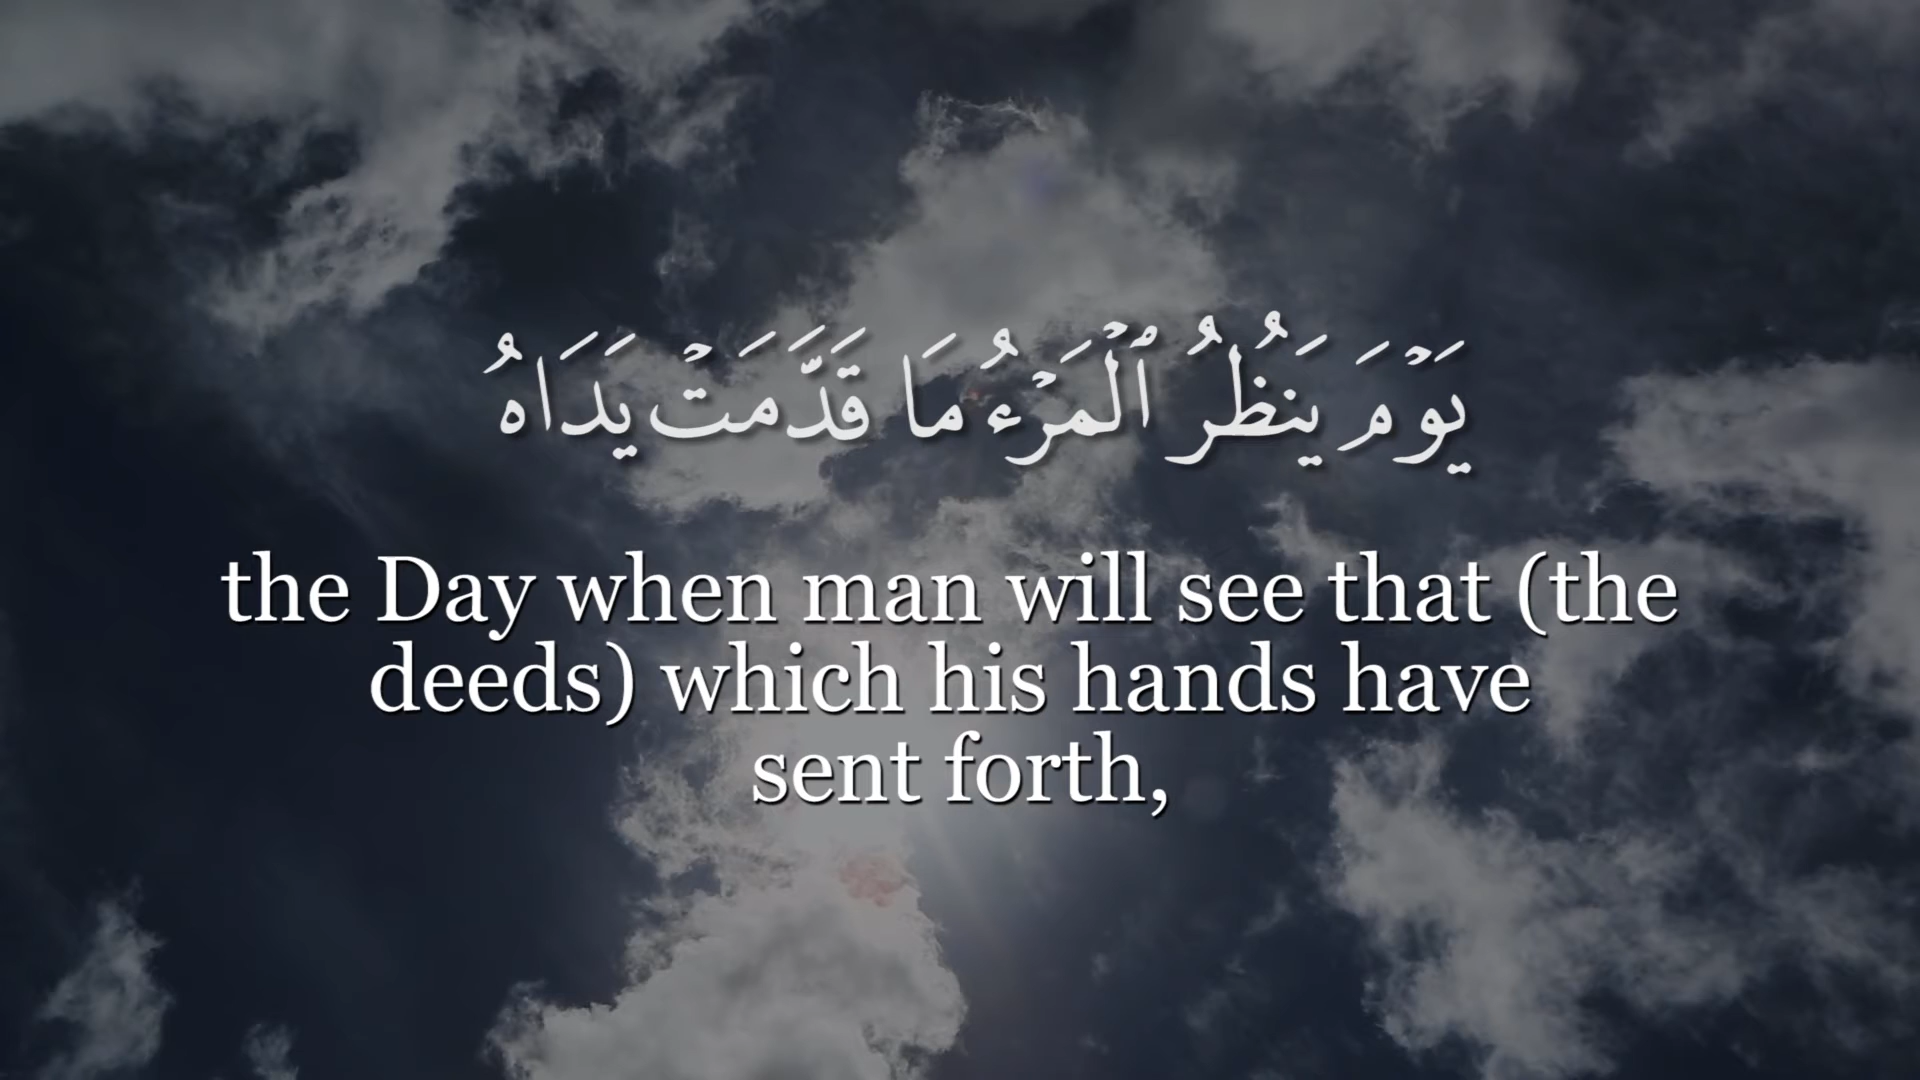 يَوۡمَ يَنظُرُ ٱلۡمَرۡءُ مَا قَدَّمَتۡ يَدَاهُ
the Day when man will see that (the
deeds) which his hands have
sent forth,